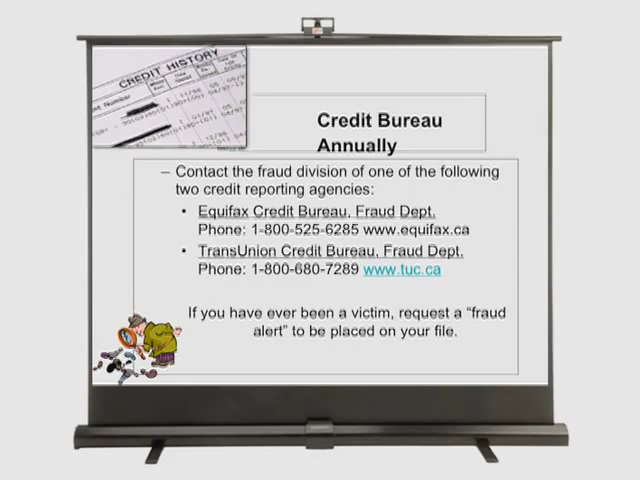 CREDIT HISTORY
Credit Bureau
Annually
– Contact the fraud division of one of the following
two credit reporting agencies:
• Equifax Credit Bureau, Fraud Dept.
Phone: 1-800-525-6285 www.equifax.ca
• TransUnion Credit Bureau, Fraud Dept.
Phone: 1-800-680-7289 www.tuc.ca
If you have ever been a victim, request a “fraud
alert” to be placed on your file.